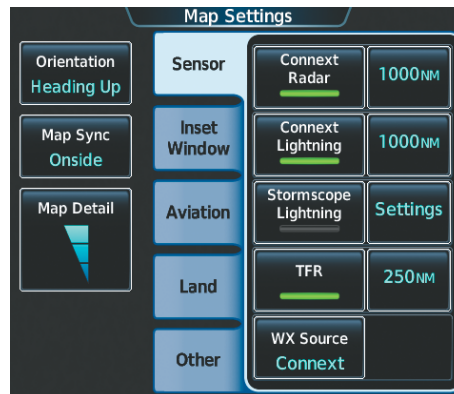 Map Settings
Orientation
Heading Up
Map Sync
Onside
Map Detail
Sensor
Inset
Window
Aviation
Land
Other
Connext
Radar
1000NM
Connext
Lightning
1000NM
Stormscope
Lightning
Settings
TFR
250NM
WX Source
Connext